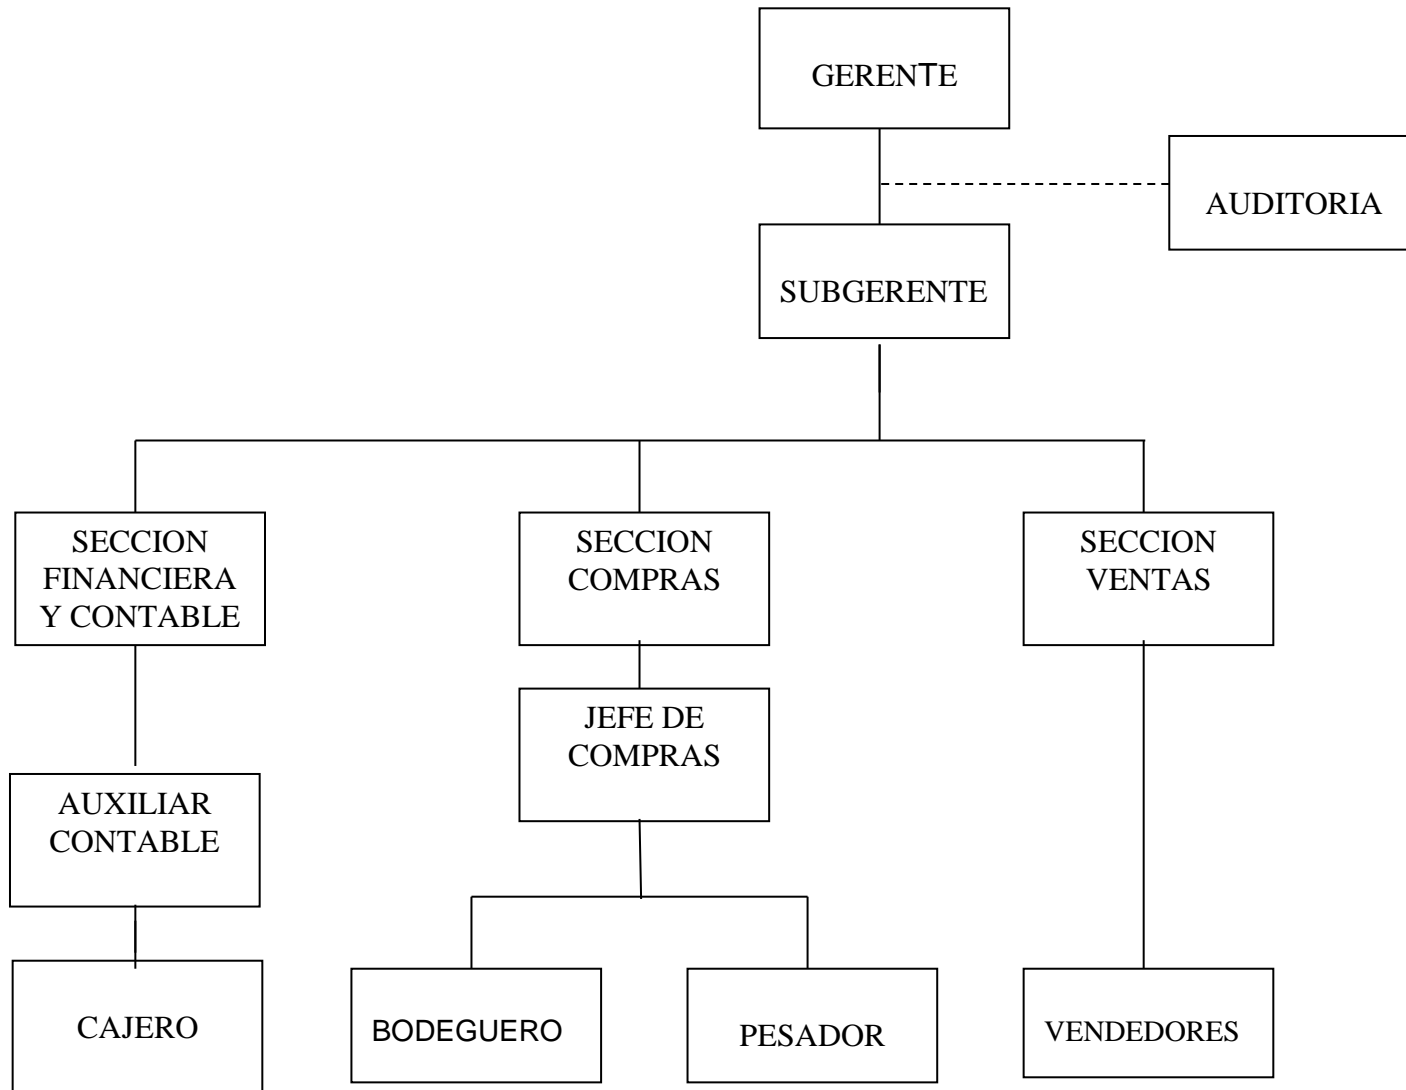 GERENTE
AUDITORIA
SUBGERENTE
SECCION
FINANCIERA
Y CONTABLE
SECCION
COMPRAS
SECCION
VENTAS
JEFE DE
COMPRAS
AUXILIAR
CONTABLE
CAJERO
BODEGUERO
PESADOR
VENDEDORES